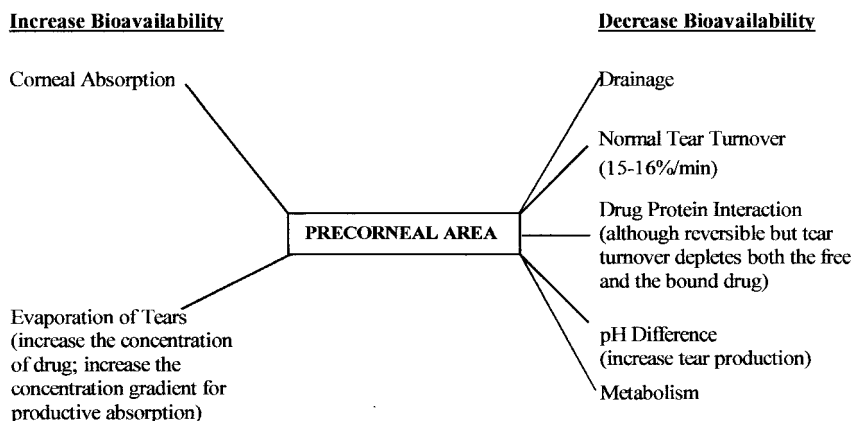 Increase Bioavailability
Corneal Absorption
Evaporation of Tears
(increase the concentration
of drug; increase the
concentration gradient for
productive absorption)
PRECORNEAL AREA
Decrease Bioavailability
Drainage
Normal Tear Turnover
(15-16%/min)
Drug Protein Interaction
(although reversible but tear
turnover depletes both the free
and the bound drug)
pH Difference
(increase tear production)
Metabolism